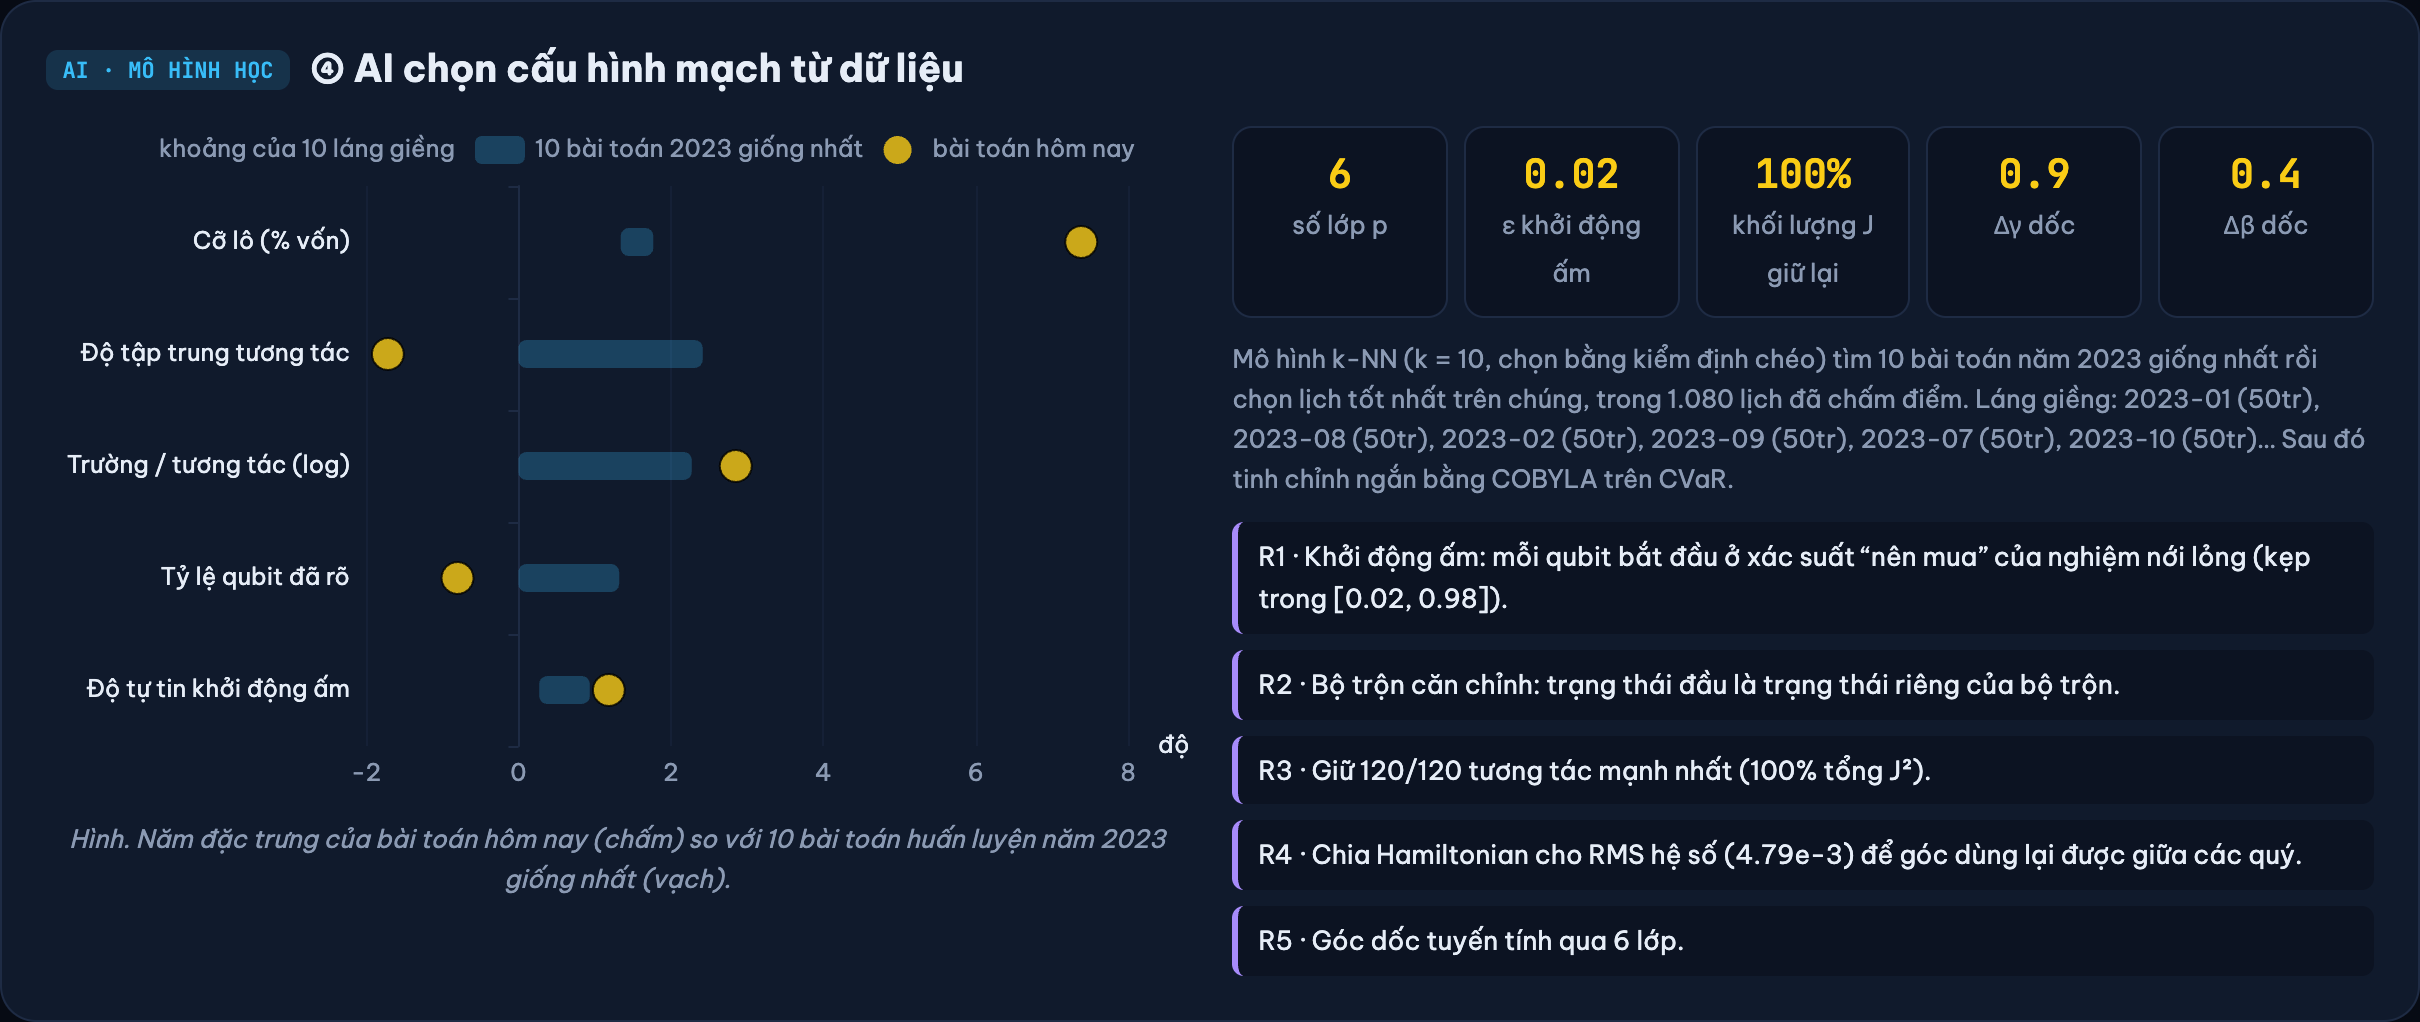 AI · MÔ HÌNH HỌC
④ AI chọn cấu hình mạch từ dữ liệu
khoảng của 10 láng giềng
10 bài toán 2023 giống nhất
bài toán hôm nay
Cỡ lô (% vốn)
Độ tập trung tương tác
Trường / tương tác (log)
Tỷ lệ qubit đã rõ
Độ tự tin khởi động ấm
độ
-2 0 2 4 6 8
Hình. Năm đặc trưng của bài toán hôm nay (chấm) so với 10 bài toán huấn luyện năm 2023
giống nhất (vạch).
6
số lớp p
0.02
ε khởi động
ấm
100%
khối lượng J
giữ lại
0.9
Δγ dốc
0.4
Δβ dốc
Mô hình k-NN (k = 10, chọn bằng kiểm định chéo) tìm 10 bài toán năm 2023 giống nhất rồi
chọn lịch tốt nhất trên chúng, trong 1.080 lịch đã chấm điểm. Láng giềng: 2023-01 (50tr),
2023-08 (50tr), 2023-02 (50tr), 2023-09 (50tr), 2023-07 (50tr), 2023-10 (50tr)... Sau đó
tinh chỉnh ngắn bằng COBYLA trên CVaR.
R1 · Khởi động ấm: mỗi qubit bắt đầu ở xác suất “nên mua” của nghiệm nới lỏng (kẹp
trong [0.02, 0.98]).
R2 · Bộ trộn căn chỉnh: trạng thái đầu là trạng thái riêng của bộ trộn.
R3 · Giữ 120/120 tương tác mạnh nhất (100% tổng J²).
R4 · Chia Hamiltonian cho RMS hệ số (4.79e-3) để góc dùng lại được giữa các quý.
R5 · Góc dốc tuyến tính qua 6 lớp.